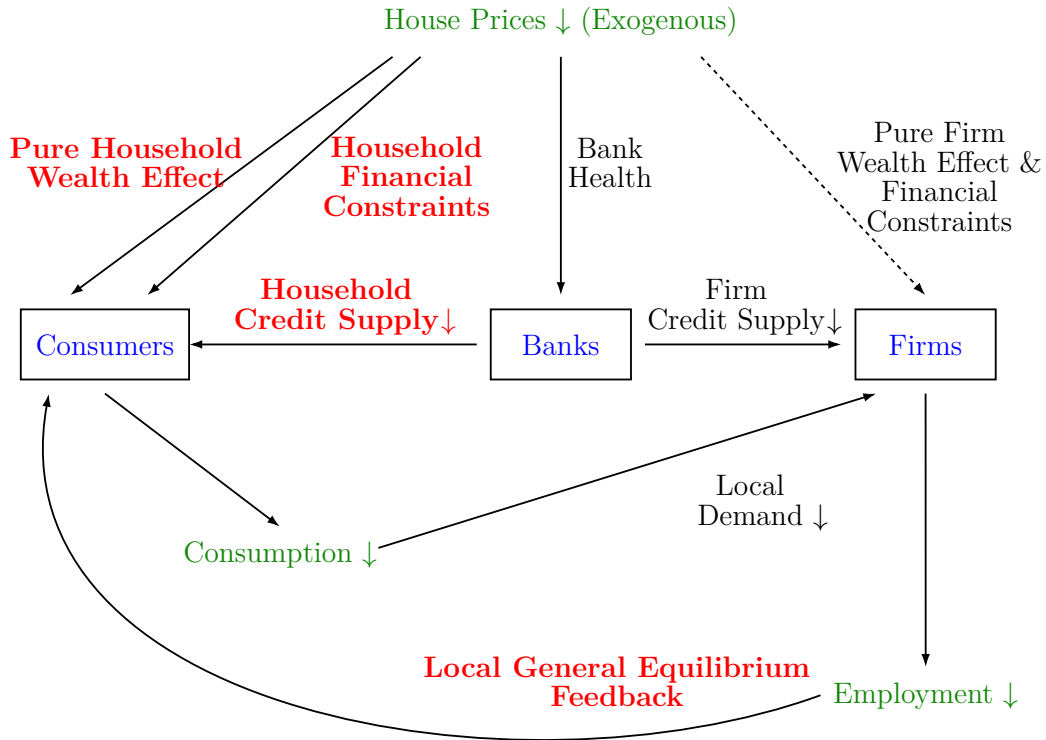 House Prices ↓ (Exogenous)
Pure Household
Wealth Effect
Household
Financial
Constraints
Bank
Health
Pure Firm
Wealth Effect &
Financial
Constraints
Household
Credit Supply↓
Firm
Credit Supply↓
Consumers
Banks
Firms
Local
Demand ↓
Consumption ↓
Local General Equilibrium
Feedback
Employment ↓